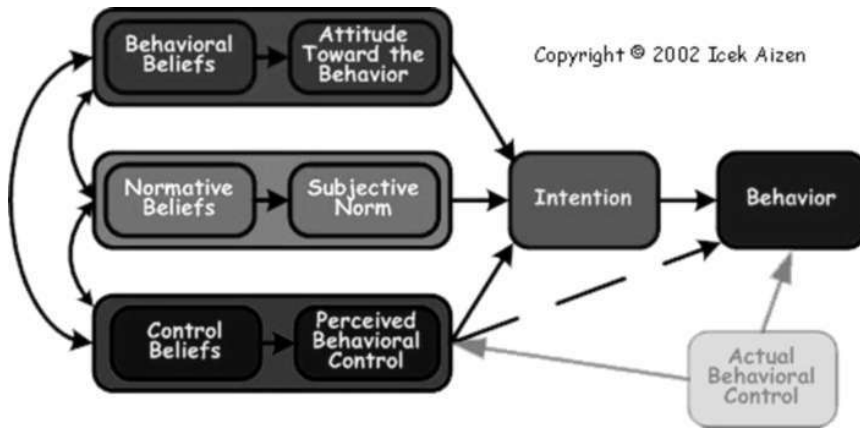 Behavioral
Beliefs
Attitude
Toward the
Behavior
Copyright © 2002 Icek Aizen
Normative
Beliefs
Subjective
Norm
Intention
Behavior
Control
Beliefs
Perceived
Behavioral
Control
Actual
Behavioral
Control